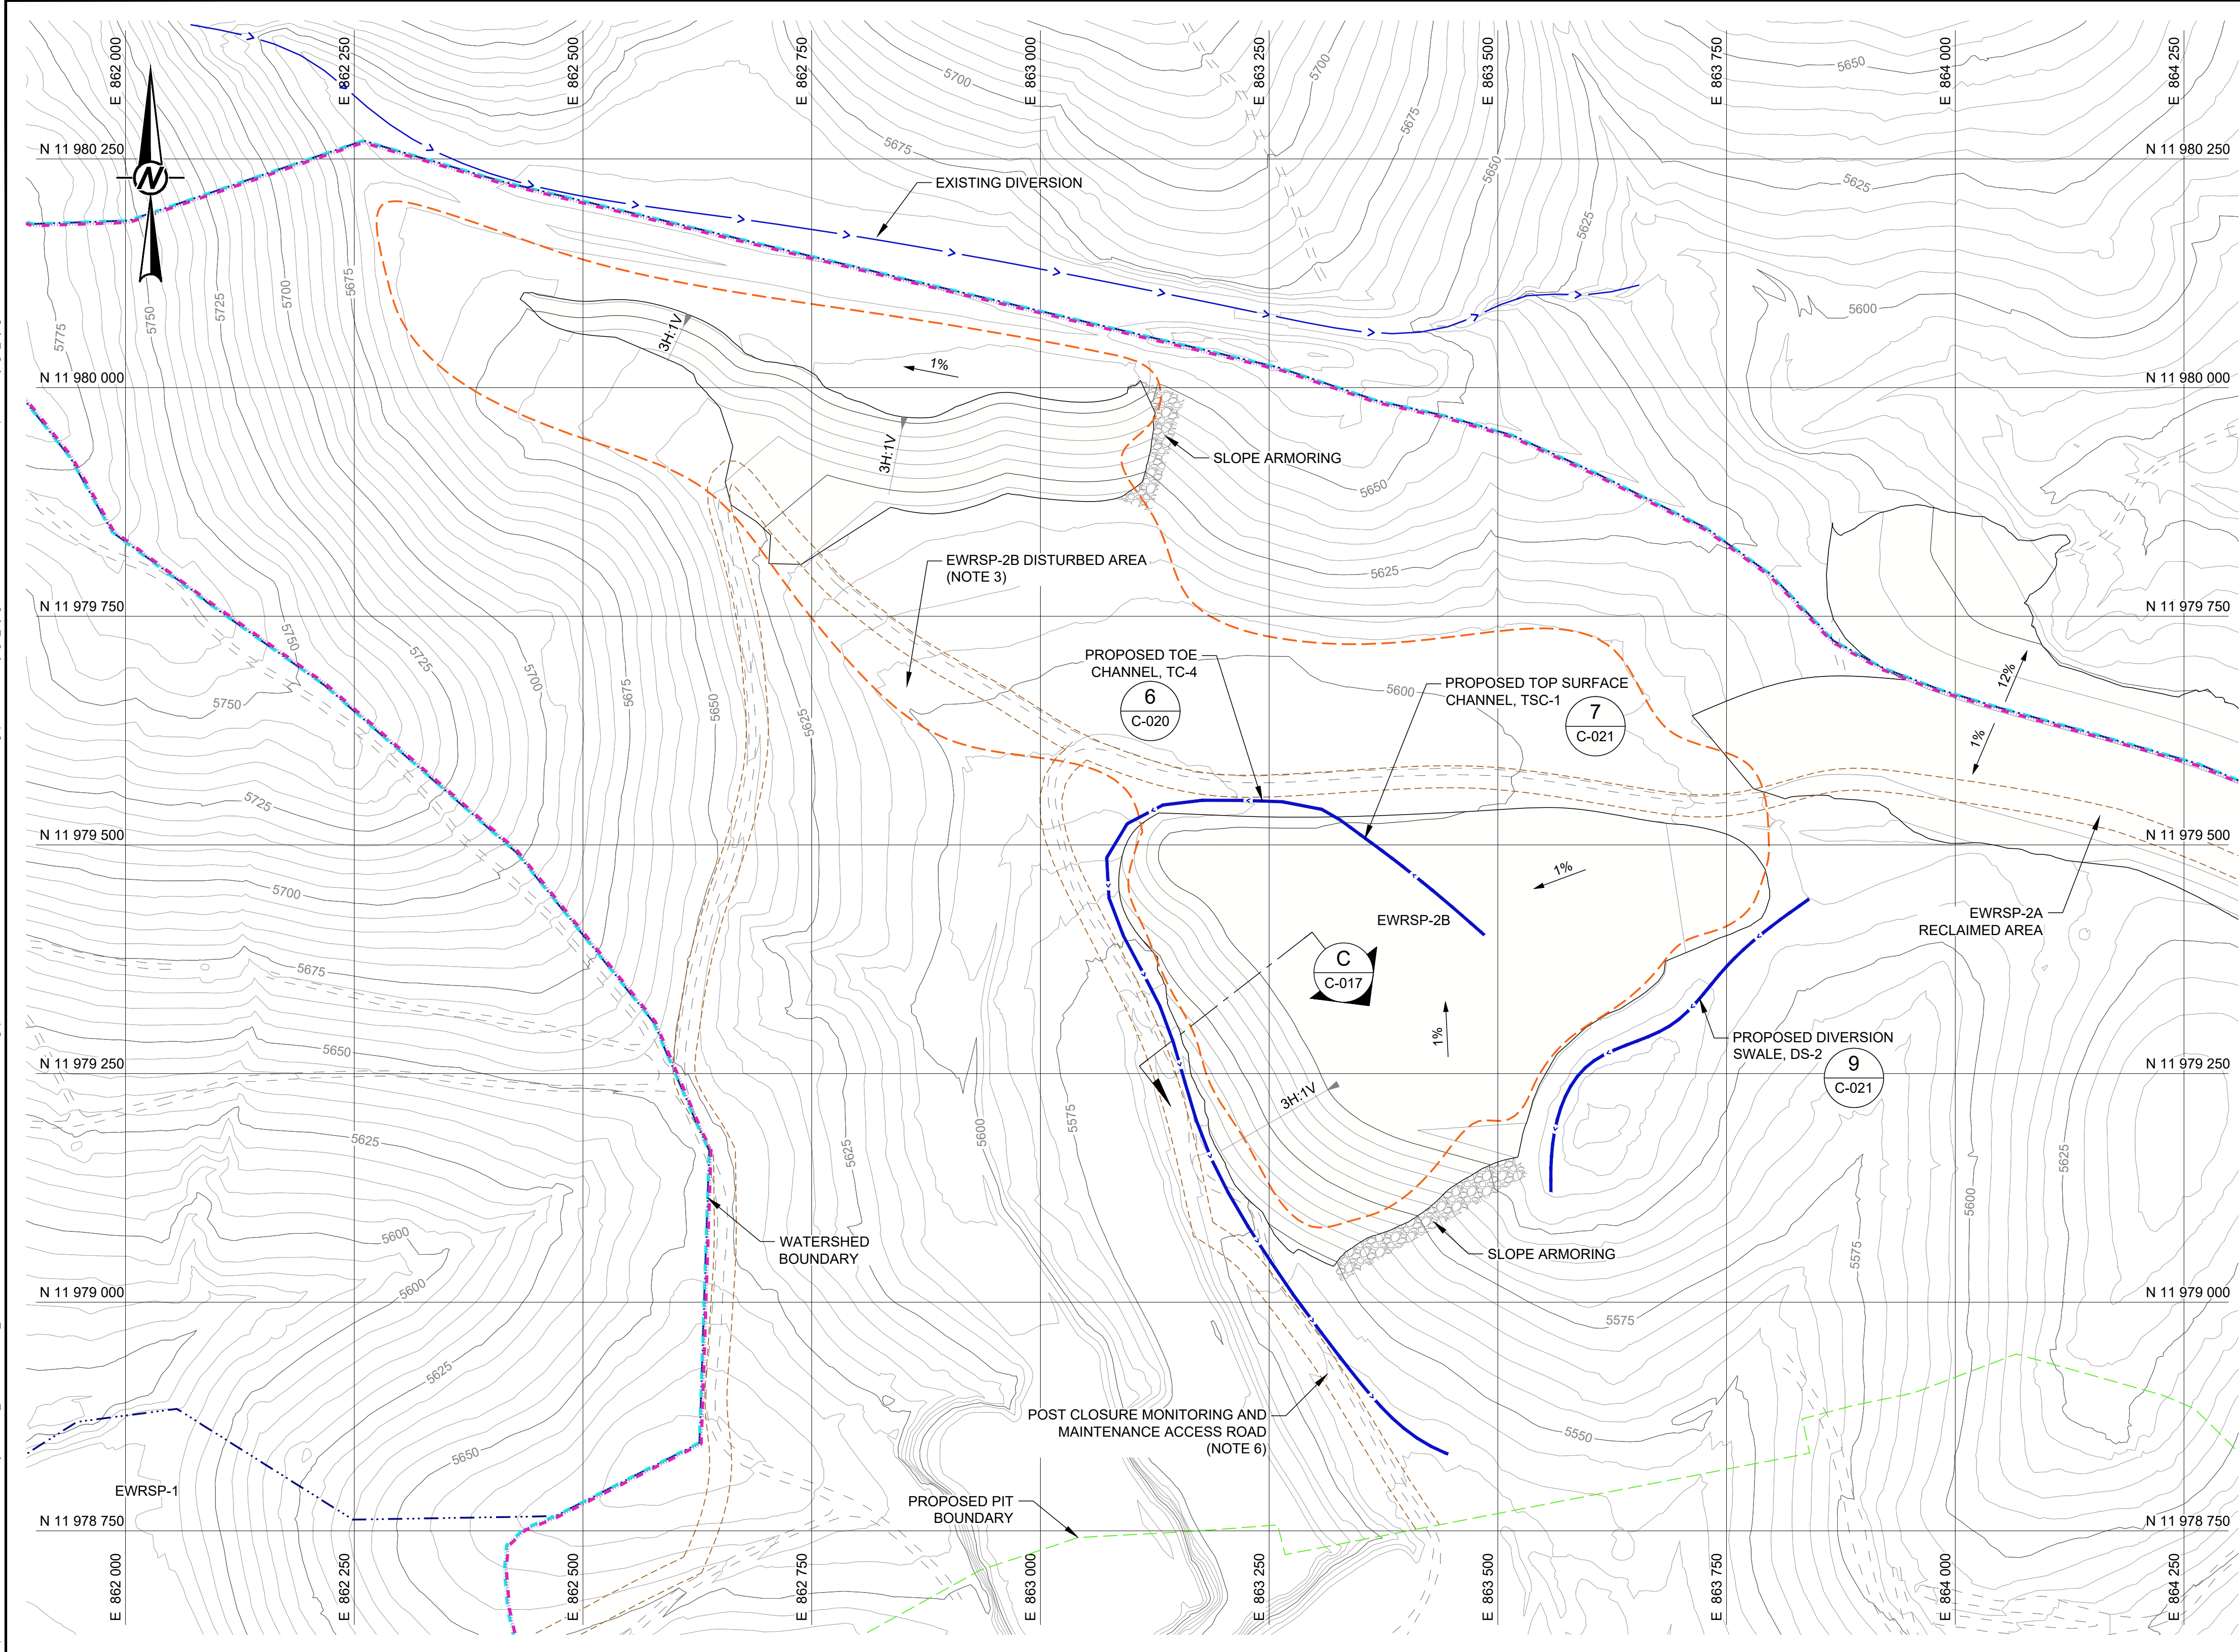 E 862 000
E 862 250
E 862 500
E 862 750
E 863 000
E 863 250
E 863 500
E 863 750
E 864 000
E 864 250
5700
5700
5675
5650
5650
5625
5625
5600
5675
N 11 980 250
N 11 980 250
N
EXISTING DIVERSION
5775
5750
5725
5700
5675
3H:1V
1%
N 11 980 000
N 11 980 000
3H:1V
SLOPE ARMORING
5650
5625
EWRSP-2B DISTURBED AREA
(NOTE 3)
N 11 979 750
N 11 979 750
5750
5725
5700
5675
5650
5625
5750
PROPOSED TOE
CHANNEL, TC-4
6
C-020
5600
PROPOSED TOP SURFACE
CHANNEL, TSC-1
7
C-021
12%
1%
5725
N 11 979 500
N 11 979 500
5700
1%
EWRSP-2B
EWRSP-2A
RECLAIMED AREA
5675
C
C-017
1%
5650
PROPOSED DIVERSION
SWALE, DS-2
9
C-021
N 11 979 250
N 11 979 250
3H:1V
5625
5625
5600
5575
5625
5600
5575
5600
WATERSHED
BOUNDARY
SLOPE ARMORING
5600
N 11 979 000
N 11 979 000
5575
5625
POST CLOSURE MONITORING AND
MAINTENANCE ACCESS ROAD
(NOTE 6)
5550
5650
EWRSP-1
PROPOSED PIT
BOUNDARY
N 11 978 750
N 11 978 750
E 862 000
E 862 250
E 862 500
E 862 750
E 863 000
E 863 250
E 863 500
E 863 750
E 864 000
E 864 250